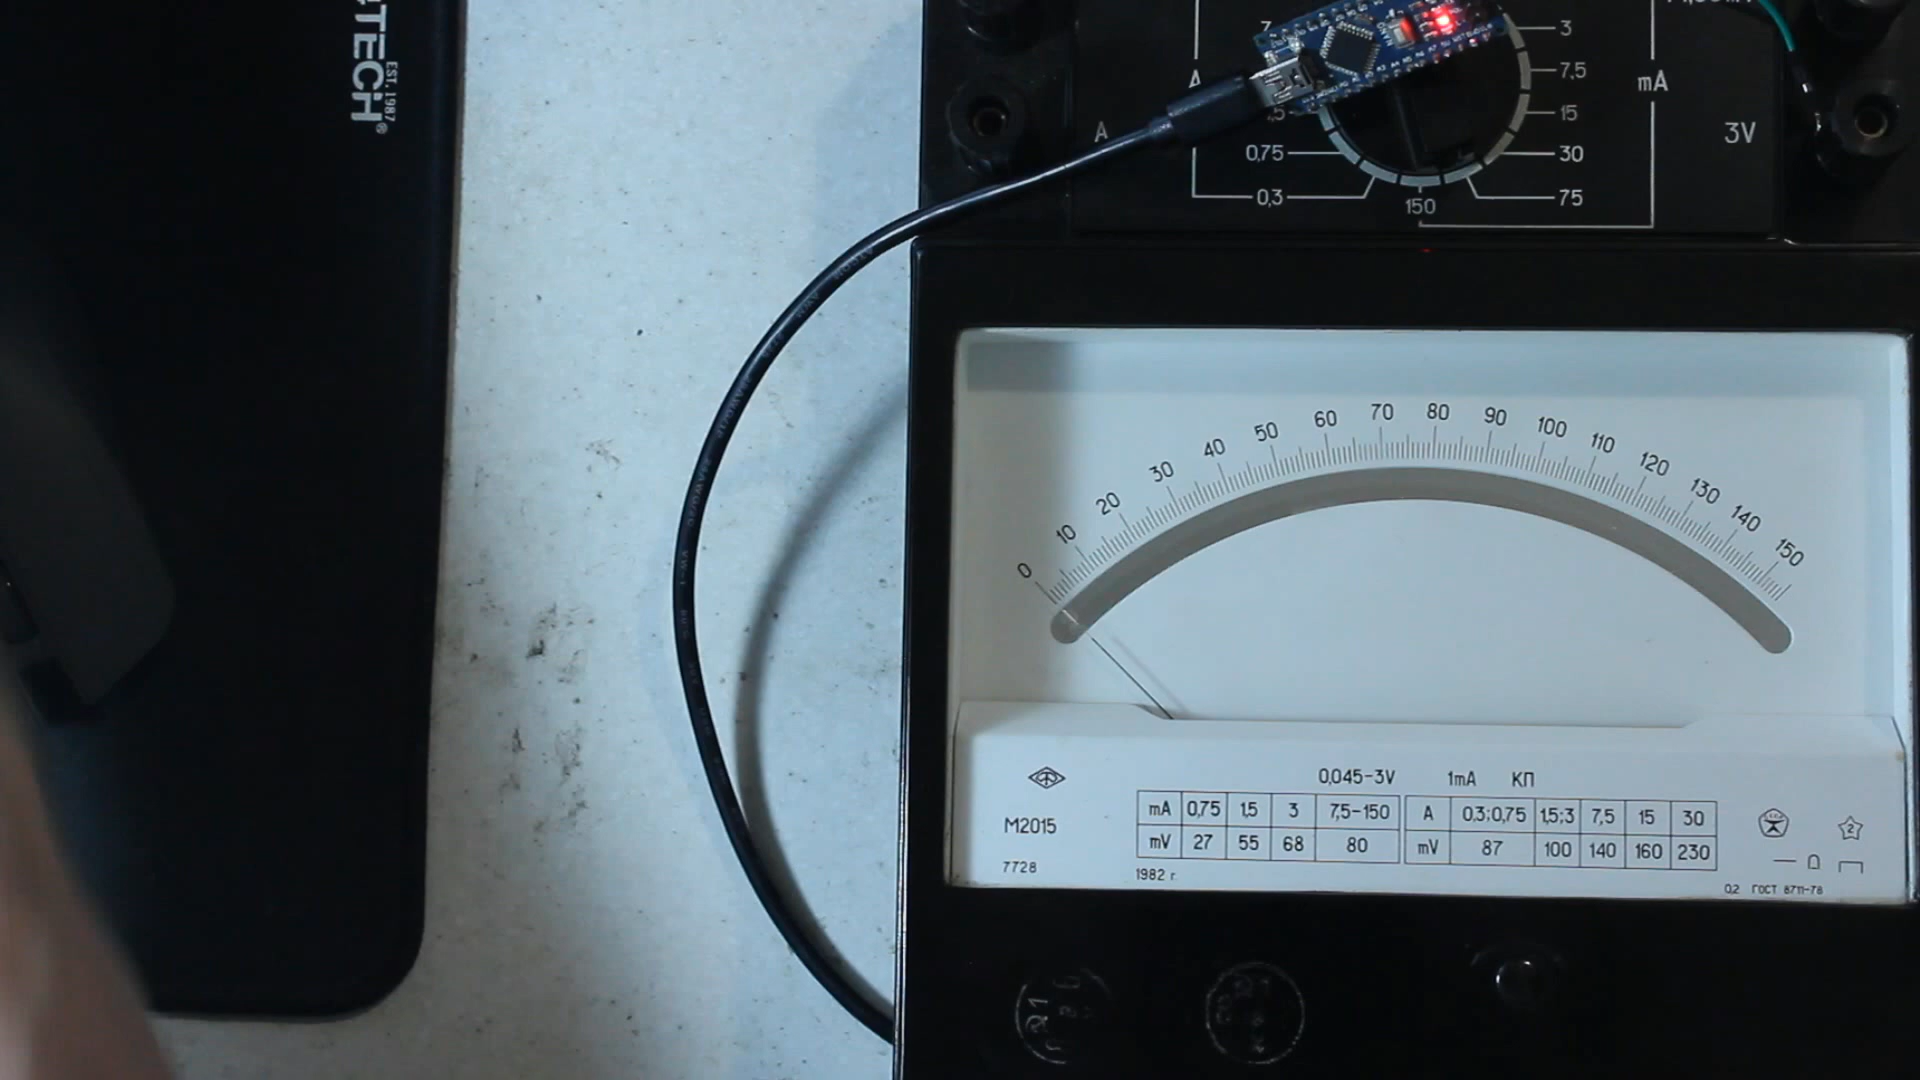 TECH®
EST. 1987
3
7,5
15
30
75
150
0,75
0,3
A
A
mA
3V
0 10 20 30 40 50 60 70 80 90 100 110 120 130 140 150
0,045-3V 1mA КП
M2015
7728
mA 0,75 1,5 3 7,5-150
mV 27 55 68 80
A 0,3;0,75 1,5;3 7,5 15 30
mV 87 100 140 160 230
1982 г.
2
0,2 ГОСТ 8711-78